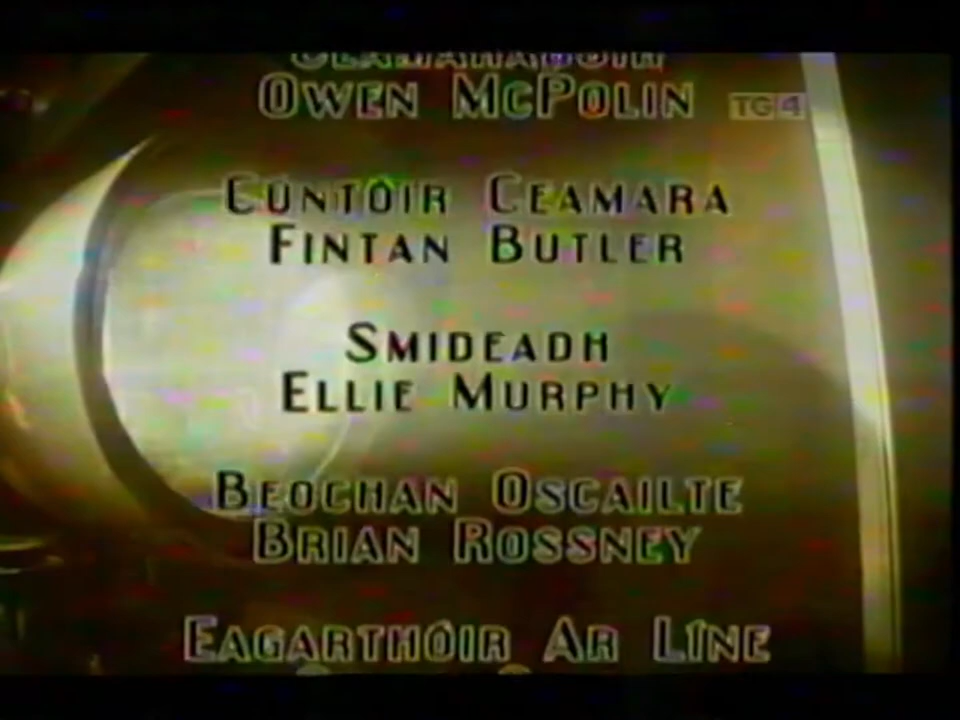 Owen McPolin
TG4
Cúntóir Ceamara
Fintan Butler
Smideadh
Ellie Murphy
Beochan Oscailte
Brian Rossney
Eagarthóir Ar Líne